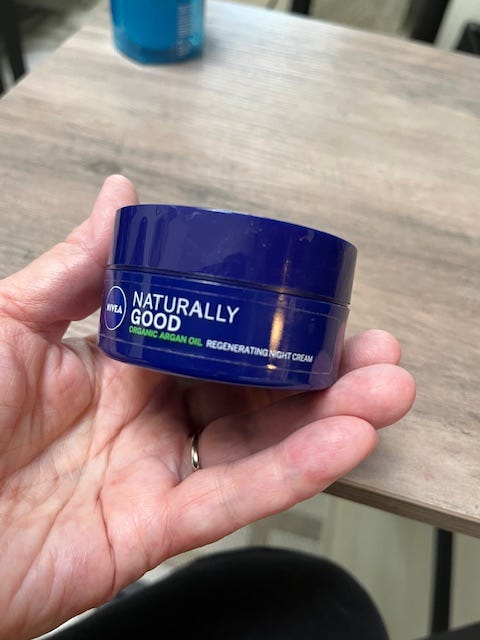 NIVEA
NATURALLY
GOOD
ORGANIC ARGAN OIL REGENERATING NIGHT CREAM